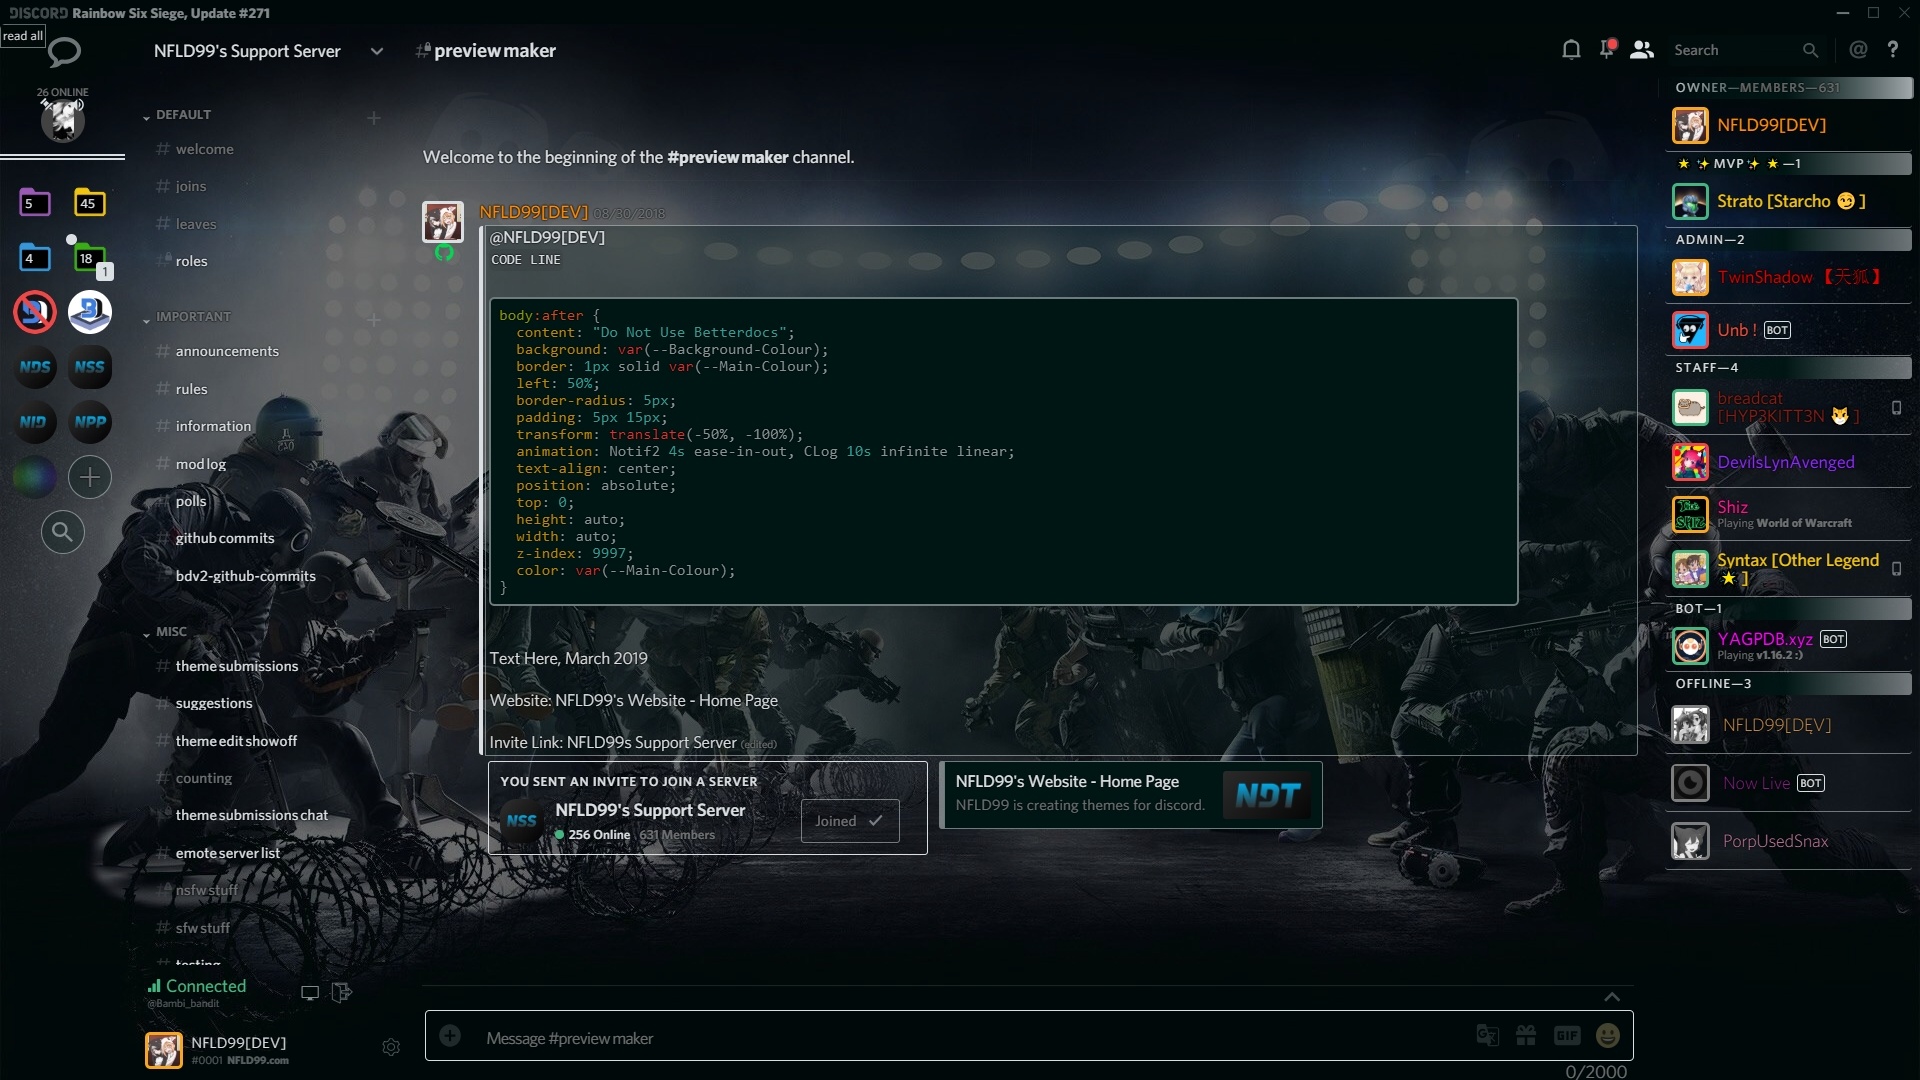 DISCORD Rainbow Six Siege, Update #271
read all
26 ONLINE
5
45
4
18
1
NDS
NSS
NID
NPP
NFLD99's Support Server
DEFAULT
# welcome
# joins
# leaves
# roles
IMPORTANT
# announcements
# rules
# information
# mod log
# polls
# github commits
# bdv2-github-commits
MISC
# theme submissions
# suggestions
# theme edit showoff
# counting
# theme submissions chat
# emote server list
# nsfw stuff
# sfw stuff
# testing
Connected
@Bambi_bandit
NFLD99[DEV]
#0001 NFLD99.com
# preview maker
Search
@
?
Welcome to the beginning of the #preview maker channel.
NFLD99[DEV] 08/30/2018
@NFLD99[DEV]
CODE LINE
body:after {
content: "Do Not Use Betterdocs";
background: var(--Background-Colour);
border: 1px solid var(--Main-Colour);
left: 50%;
border-radius: 5px;
padding: 5px 15px;
transform: translate(-50%, -100%);
animation: Notif2 4s ease-in-out, CLog 10s infinite linear;
text-align: center;
position: absolute;
top: 0;
height: auto;
width: auto;
z-index: 9997;
color: var(--Main-Colour);
}
Text Here, March 2019
Website: NFLD99's Website - Home Page
Invite Link: NFLD99s Support Server (edited)
YOU SENT AN INVITE TO JOIN A SERVER
NSS
NFLD99's Support Server
256 Online 631 Members
Joined
NFLD99's Website - Home Page
NFLD99 is creating themes for discord.
NDT
Message #preview maker
GIF
0/2000
OWNER—MEMBERS—631
NFLD99[DEV]
⭐ ✨ MVP ✨ ⭐ —1
Strato [Starcho 😏 ]
ADMIN—2
TwinShadow 【天狐】
Unb ! BOT
STAFF—4
breadcat
[HYP3KITT3N 🐱 ]
DevilsLynAvenged
Shiz
Playing World of Warcraft
Syntax [Other Legend
⭐ ]
BOT—1
YAGPDB.xyz BOT
Playing v1.16.2 :)
OFFLINE—3
NFLD99[DEV]
Now Live BOT
PorpUsedSnax